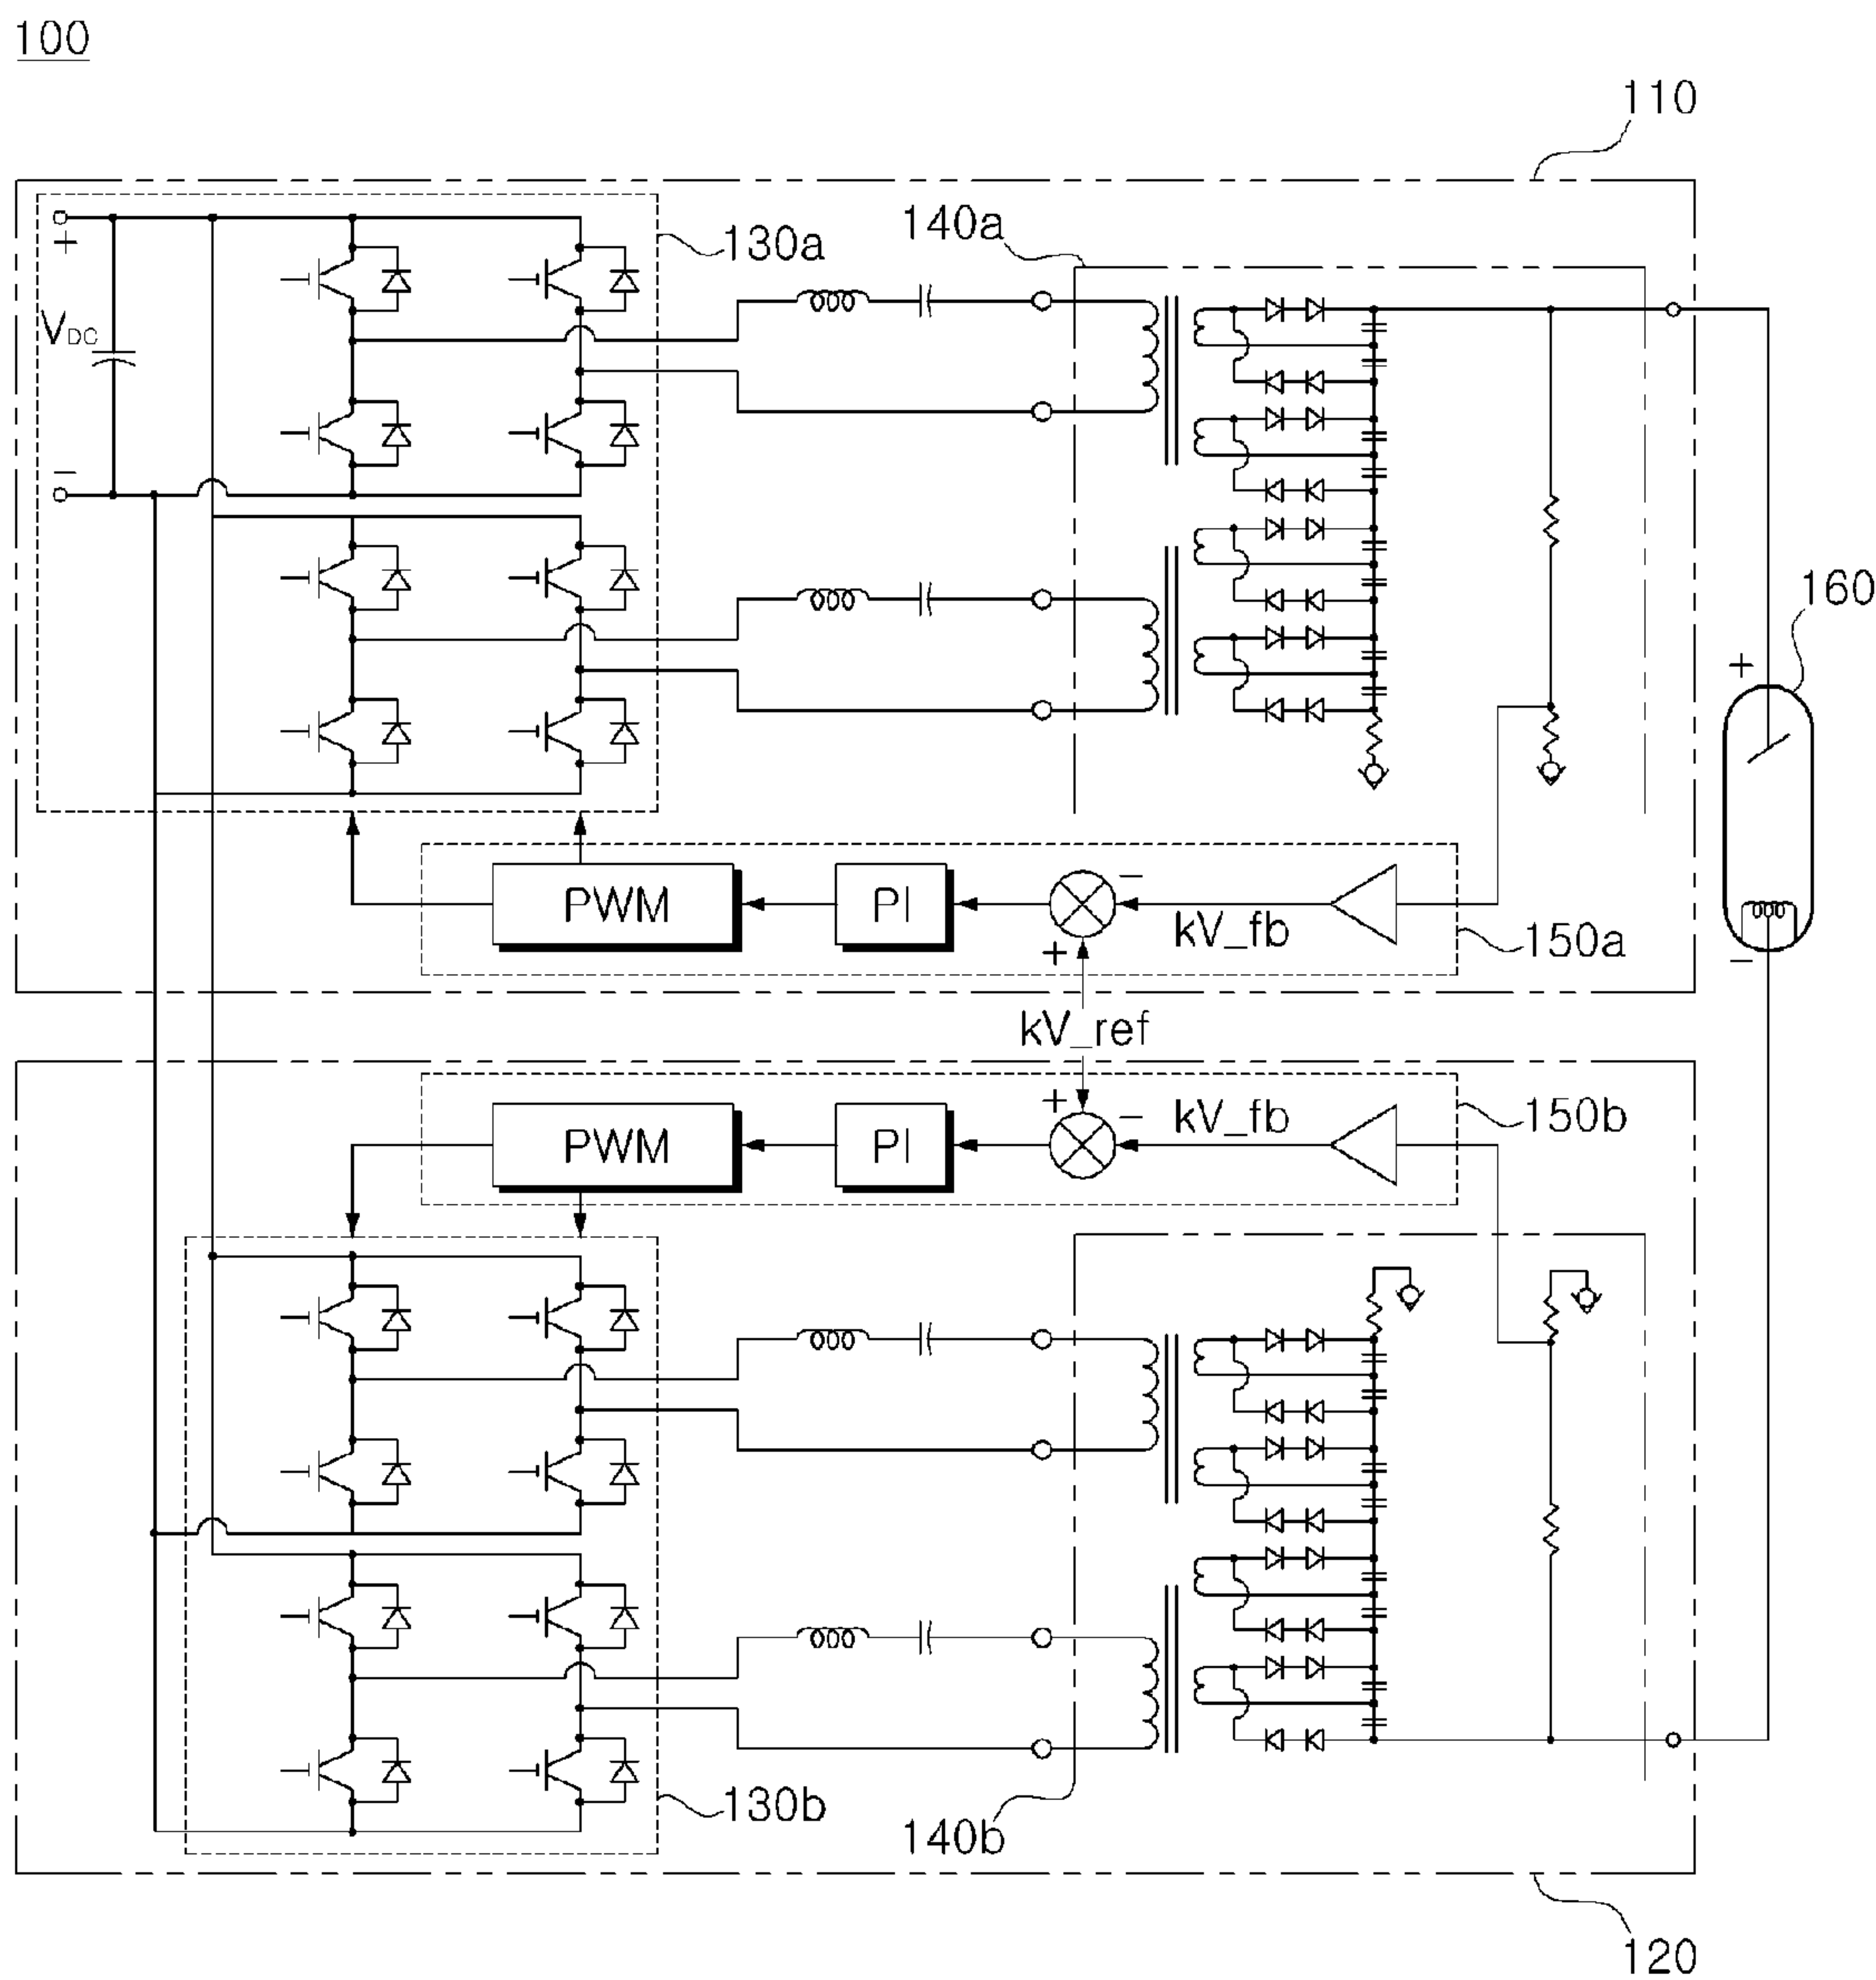 100
110
140a
130a
+
VDC
−
160
+
PWM
PI
−
kV_fb
+
150a
−
kV_ref
+
−
kV_fb
150b
PWM
PI
130b
140b
120